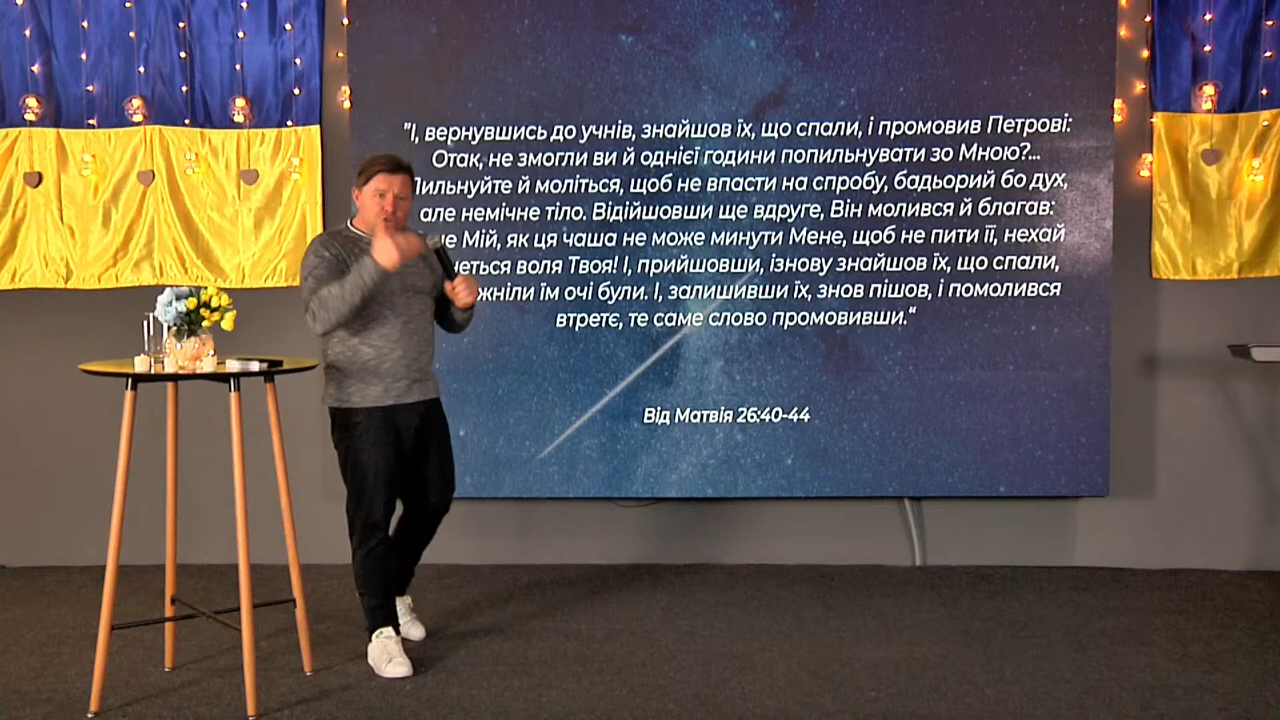 "І, вернувшись до учнів, знайшов їх, що спали, і промовив Петрові:
Отак, не змогли ви й однієї години попильнувати зо Мною?...
Пильнуйте й моліться, щоб не впасти на спробу, бадьорий бо дух,
але немічне тіло. Відійшовши ще вдруге, Він молився й благав:
Мій, як ця чаша не може минути Мене, щоб не пити її, нехай
воля Твоя! І, прийшовши, ізнову знайшов їх, що спали,
їм очі були. І, залишивши їх, знов пішов, і помолився
втретє, те саме слово промовивши.“
Від Матвія 26:40-44